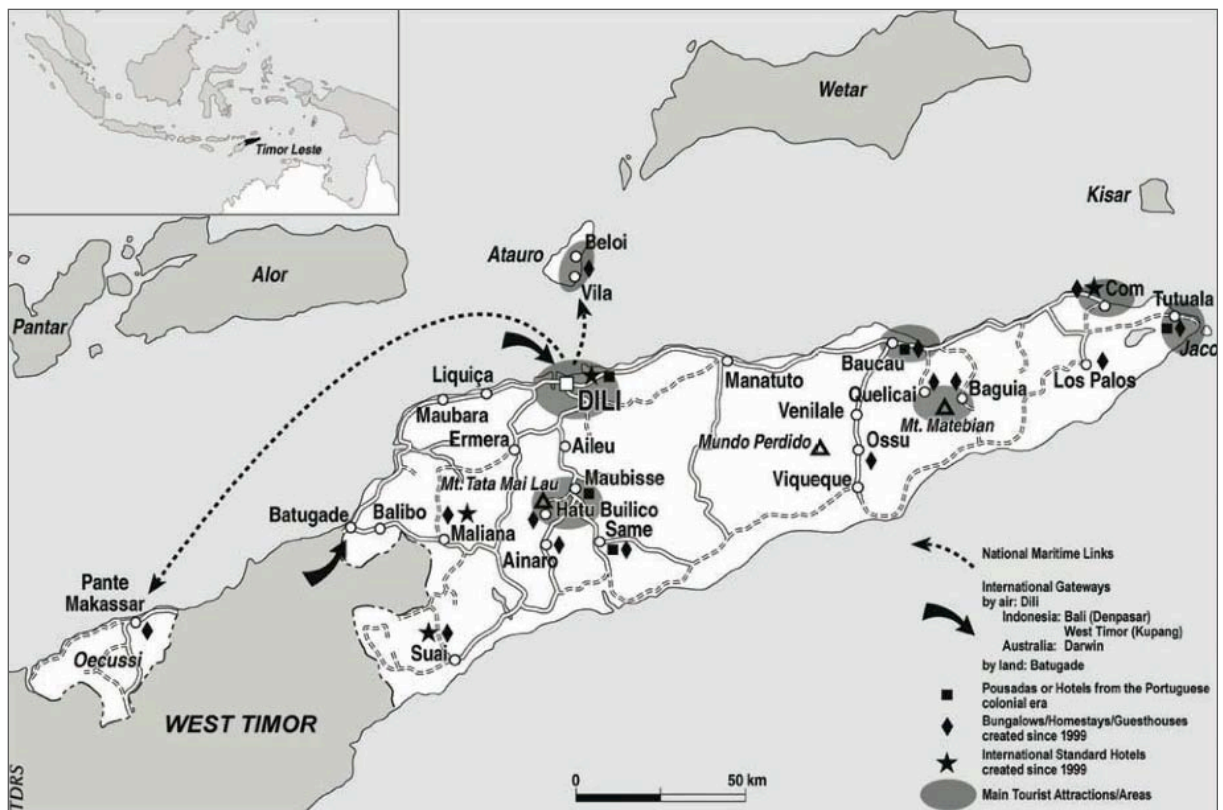 Timor Leste
Wetar
Kisar
Alor
Pantar
Atauro
Beloi
Vila
Com
Tutuala
Jaco
Baucau
Los Palos
Liquiça
Maubara
DILI
Manatuto
Quelicai
Baguia
Mt. Matebian
Venilale
Ermera
Aileu
Mundo Perdido
Ossu
Viqueque
Mt. Tata Mai Lau
Maubisse
Hatu Builico
Same
Batugade
Balibo
Maliana
Ainaro
Pante
Makassar
Oecussi
Suai
WEST TIMOR
National Maritime Links
International Gateways
by air: Dili
Indonesia: Bali (Denpasar)
West Timor (Kupang)
Australia: Darwin
by land: Batugade
Pousadas or Hotels from the Portuguese
colonial era
Bungalows/Homestays/Guesthouses
created since 1999
International Standard Hotels
created since 1999
Main Tourist Attractions/Areas
0 50 km
TDRS